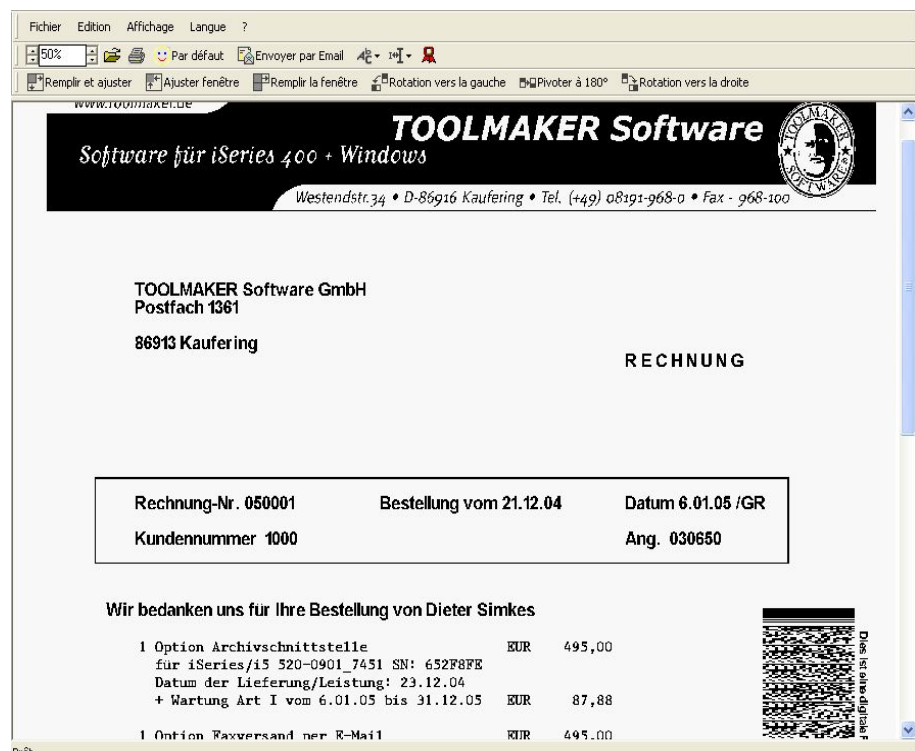 Fichier Edition Affichage Langue ?
50% Par défaut Envoyer par Email
Remplir et ajuster Ajuster fenêtre Remplir la fenêtre Rotation vers la gauche Pivoter à 180° Rotation vers la droite
www.Toolmaker.de
TOOLMAKER Software
Software für iSeries 400 + Windows
TOOLMAKER
SOFTWARE
Westendstr.34 • D-86916 Kaufering • Tel. (+49) 08191-968-0 • Fax - 968-100
TOOLMAKER Software GmbH
Postfach 1361
86913 Kaufering
RECHNUNG
Rechnung-Nr. 050001 Bestellung vom 21.12.04 Datum 6.01.05 /GR
Kundennummer 1000 Ang. 030650
Wir bedanken uns für Ihre Bestellung von Dieter Simkes
1 Option Archivschnittstelle EUR 495,00
für iSeries/i5 520-0901_7451 SN: 652F8FE
Datum der Lieferung/Leistung: 23.12.04
+ Wartung Art I vom 6.01.05 bis 31.12.05 EUR 87,88
1 Option Faxversand per E-Mail EUR 495,00
Dies ist eine digitale